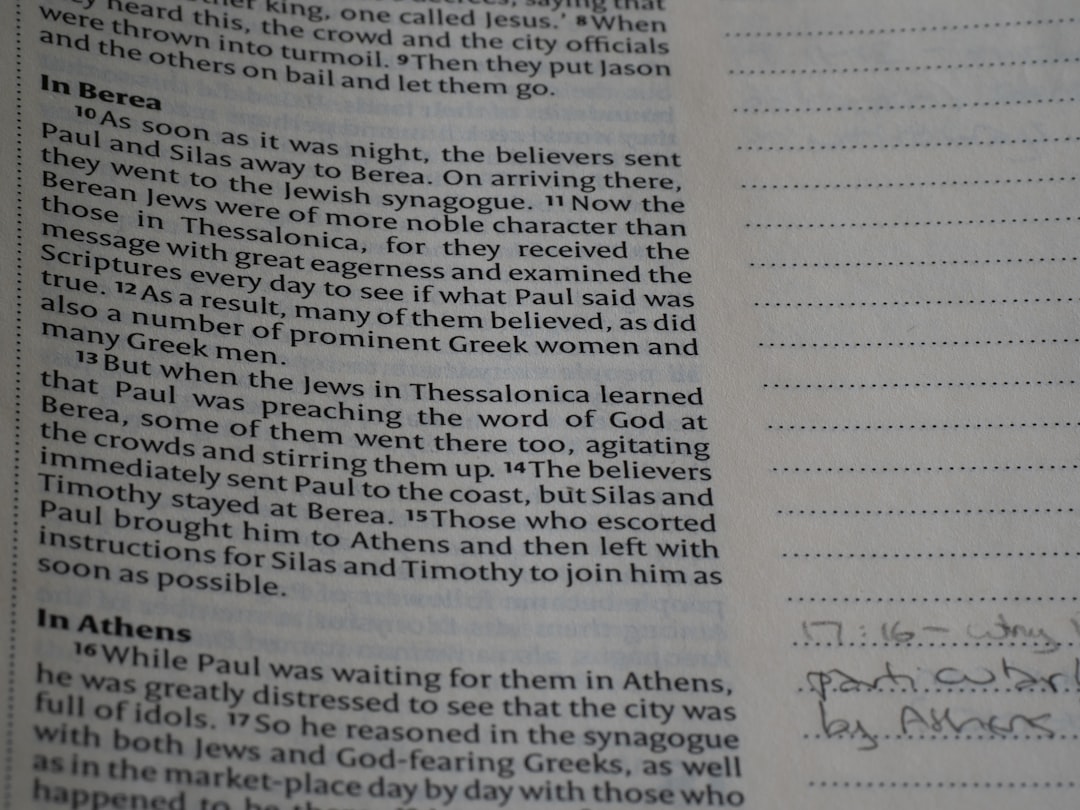 king, one called Jesus.' 8 When
heard this, the crowd and the city officials
were thrown into turmoil. 9 Then they put Jason
and the others on bail and let them go.
In Berea
10 As soon as it was night, the believers sent
Paul and Silas away to Berea. On arriving there,
they went to the Jewish synagogue. 11 Now the
Berean Jews were of more noble character than
those in Thessalonica, for they received the
message with great eagerness and examined the
Scriptures every day to see if what Paul said was
true. 12 As a result, many of them believed, as did
also a number of prominent Greek women and
many Greek men.
13 But when the Jews in Thessalonica learned
that Paul was preaching the word of God at
Berea, some of them went there too, agitating
the crowds and stirring them up. 14 The believers
immediately sent Paul to the coast, but Silas and
Timothy stayed at Berea. 15 Those who escorted
Paul brought him to Athens and then left with
instructions for Silas and Timothy to join him as
soon as possible.
In Athens
16 While Paul was waiting for them in Athens,
he was greatly distressed to see that the city was
full of idols. 17 So he reasoned in the synagogue
with both Jews and God-fearing Greeks, as well
as in the market-place day by day with those who
happened to be
17:16 - why
by Athens